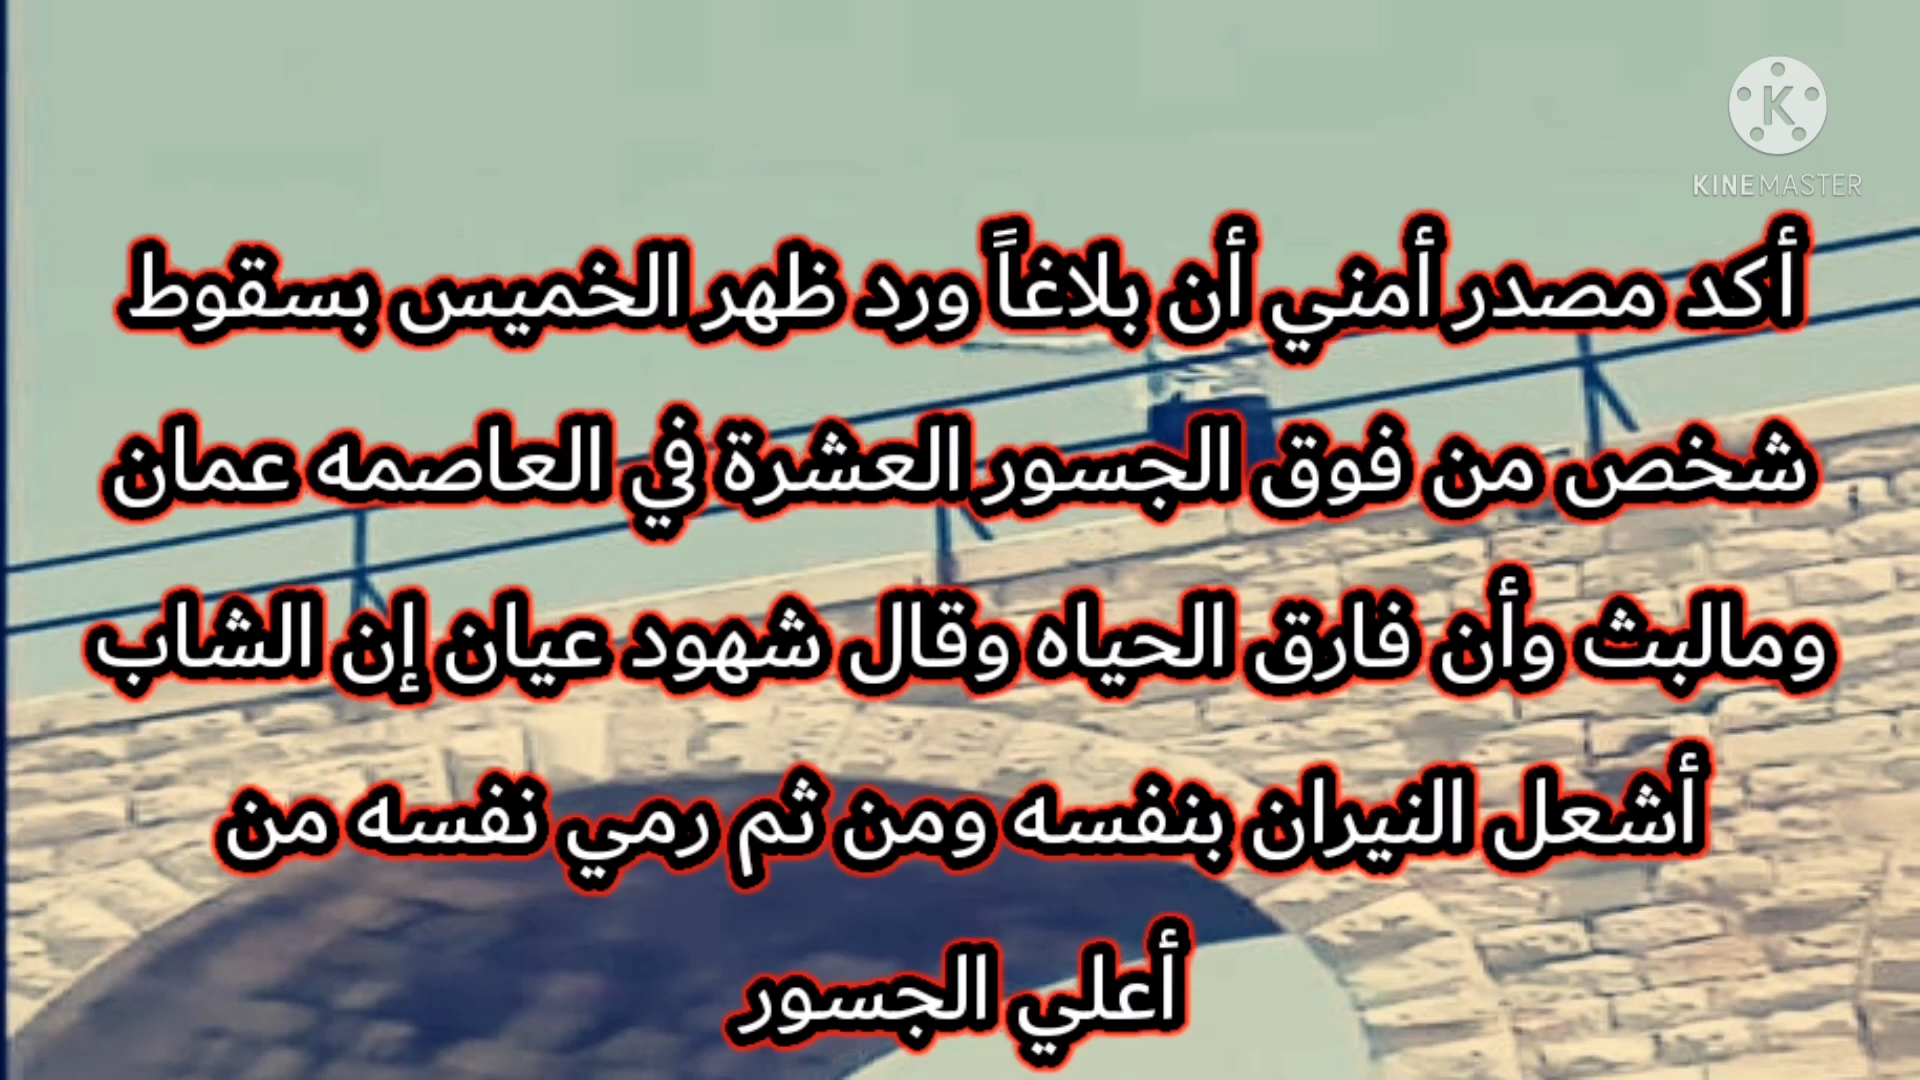 K
KINEMASTER
أكد مصدر أمني أن بلاغاً ورد ظهر الخميس بسقوط
شخص من فوق الجسور العشرة في العاصمه عمان
ومالبث وأن فارق الحياه وقال شهود عيان إن الشاب
أشعل النيران بنفسه ومن ثم رمي نفسه من
أعلي الجسور